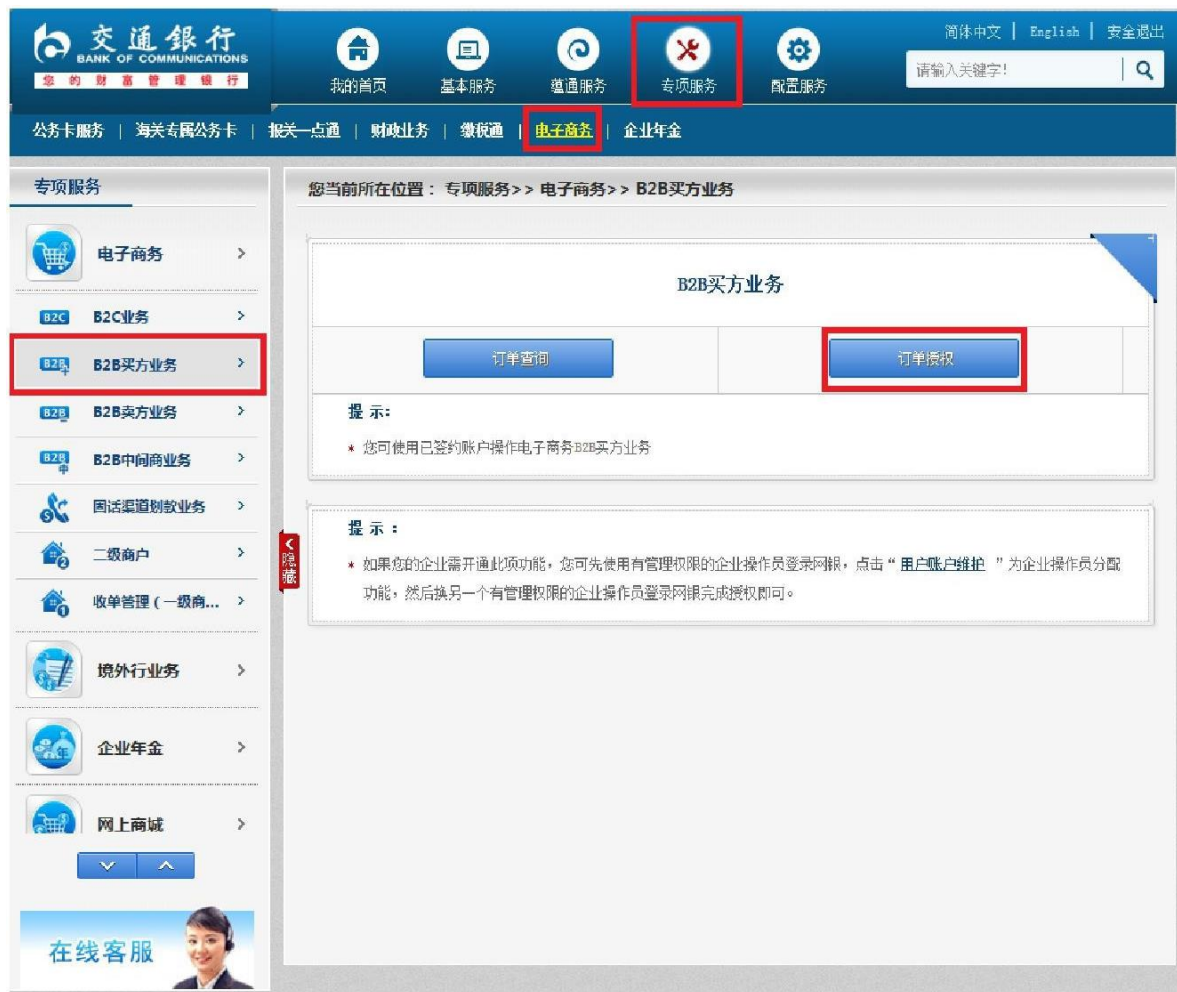 交通銀行
BANK OF COMMUNICATIONS
您的财富管理银行
我的首页
基本服务
蕴通服务
专项服务
配置服务
简体中文 | English | 安全退出
请输入关键字!
公务卡服务 | 海关专属公务卡 | 报关一点通 | 财政业务 | 缴税通 | 电子商务 | 企业年金
专项服务
您当前所在位置: 专项服务>> 电子商务>> B2B买方业务
电子商务
B2C B2C业务
B2B B2B买方业务
B2B B2B卖方业务
B2B中 B2B中间商业务
固话渠道划款业务
二级商户
收单管理(一级商...
境外行业务
企业年金
网上商城
在线客服
B2B买方业务
订单查询
订单授权
提示:
* 您可使用已签约账户操作电子商务B2B买方业务
隐藏
提示:
* 如果您的企业需开通此项功能,您可先使用有管理权限的企业操作员登录网银,点击“用户账户维护”为企业操作员分配
功能,然后换另一个有管理权限的企业操作员登录网银完成授权即可。